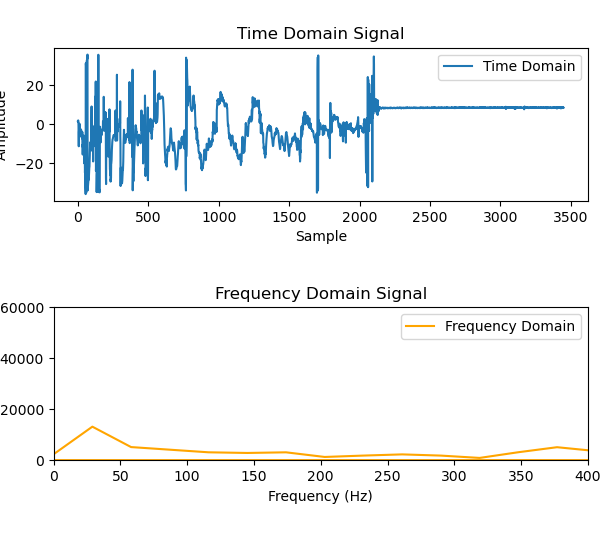 Time Domain Signal
Time Domain
20
0
−20
Amplitude
0 500 1000 1500 2000 2500 3000 3500
Sample
Frequency Domain Signal
Frequency Domain
60000
40000
20000
0
0 50 100 150 200 250 300 350 400
Frequency (Hz)